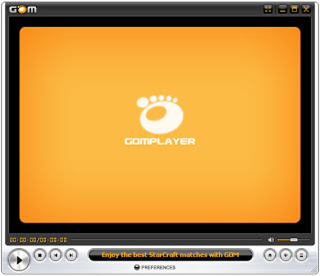 GOM
GOMPLAYER
00:00:00/00:00:00
Enjoy the best StarCraft matches with GOM
PREFERENCES